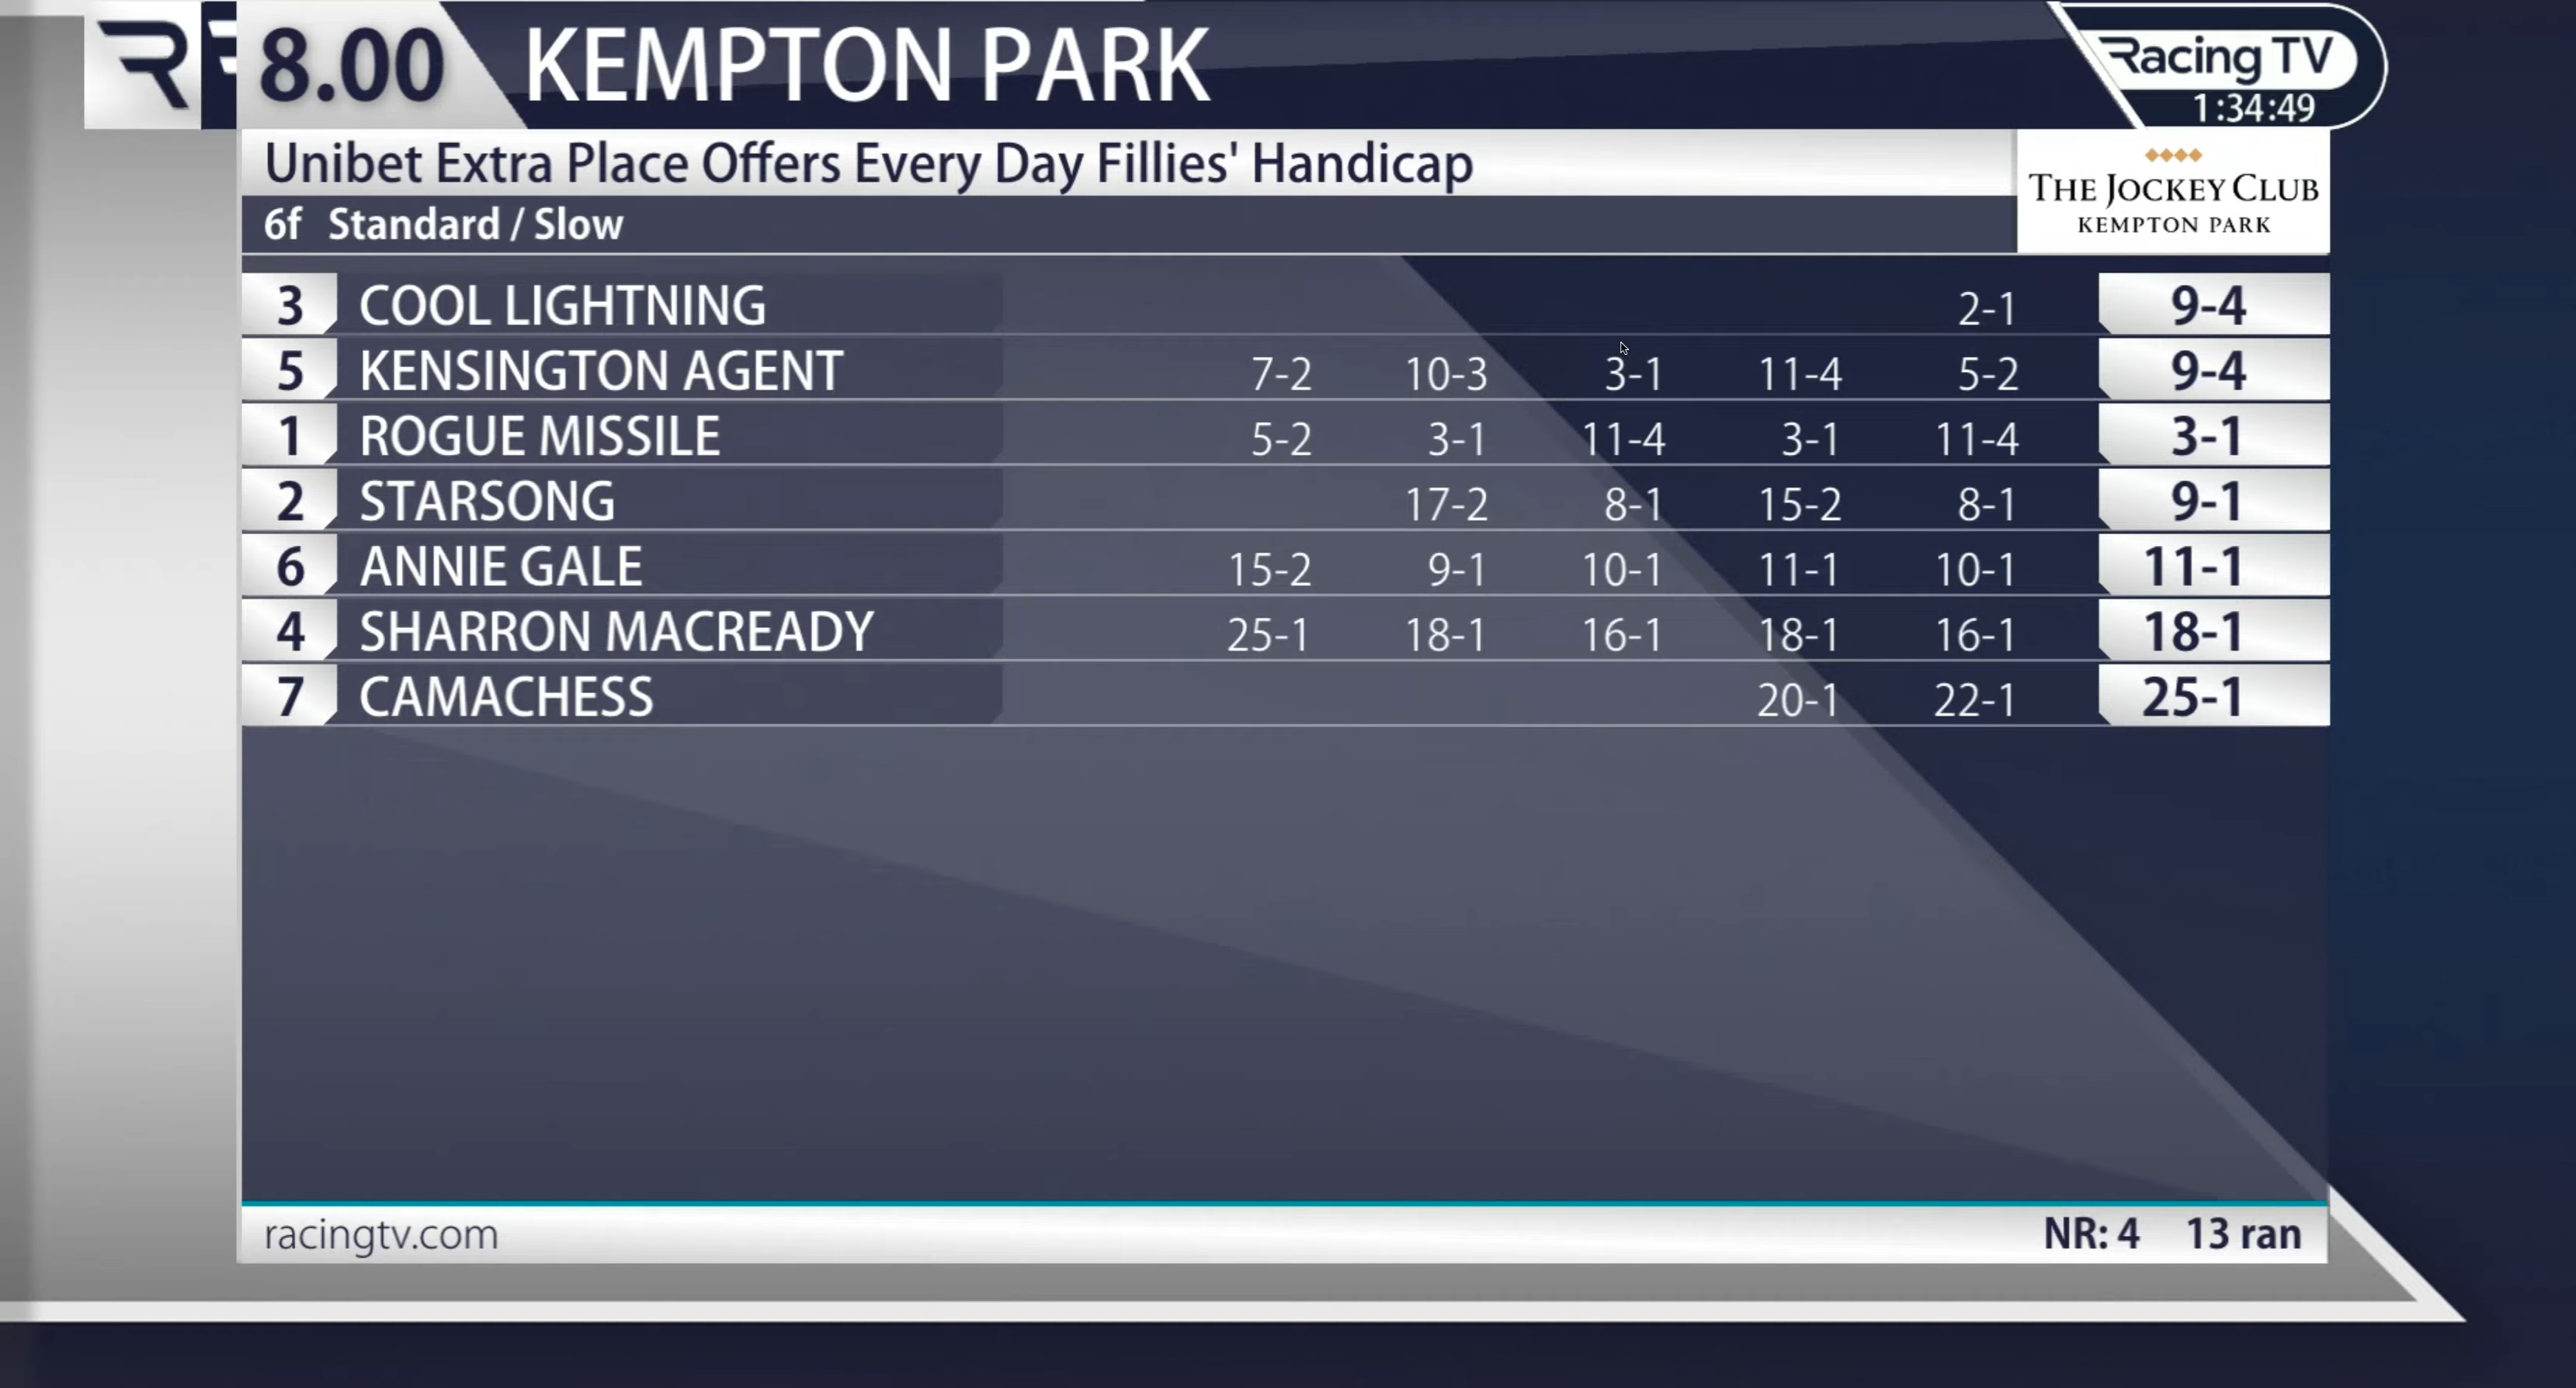 8.00 KEMPTON PARK
Racing TV
1:34:49
Unibet Extra Place Offers Every Day Fillies' Handicap
THE JOCKEY CLUB
KEMPTON PARK
6f Standard / Slow
3 COOL LIGHTNING 2-1 9-4
5 KENSINGTON AGENT 7-2 10-3 3-1 11-4 5-2 9-4
1 ROGUE MISSILE 5-2 3-1 11-4 3-1 11-4 3-1
2 STARSONG 17-2 8-1 15-2 8-1 9-1
6 ANNIE GALE 15-2 9-1 10-1 11-1 10-1 11-1
4 SHARRON MACREADY 25-1 18-1 16-1 18-1 16-1 18-1
7 CAMACHESS 20-1 22-1 25-1
racingtv.com NR: 4 13 ran